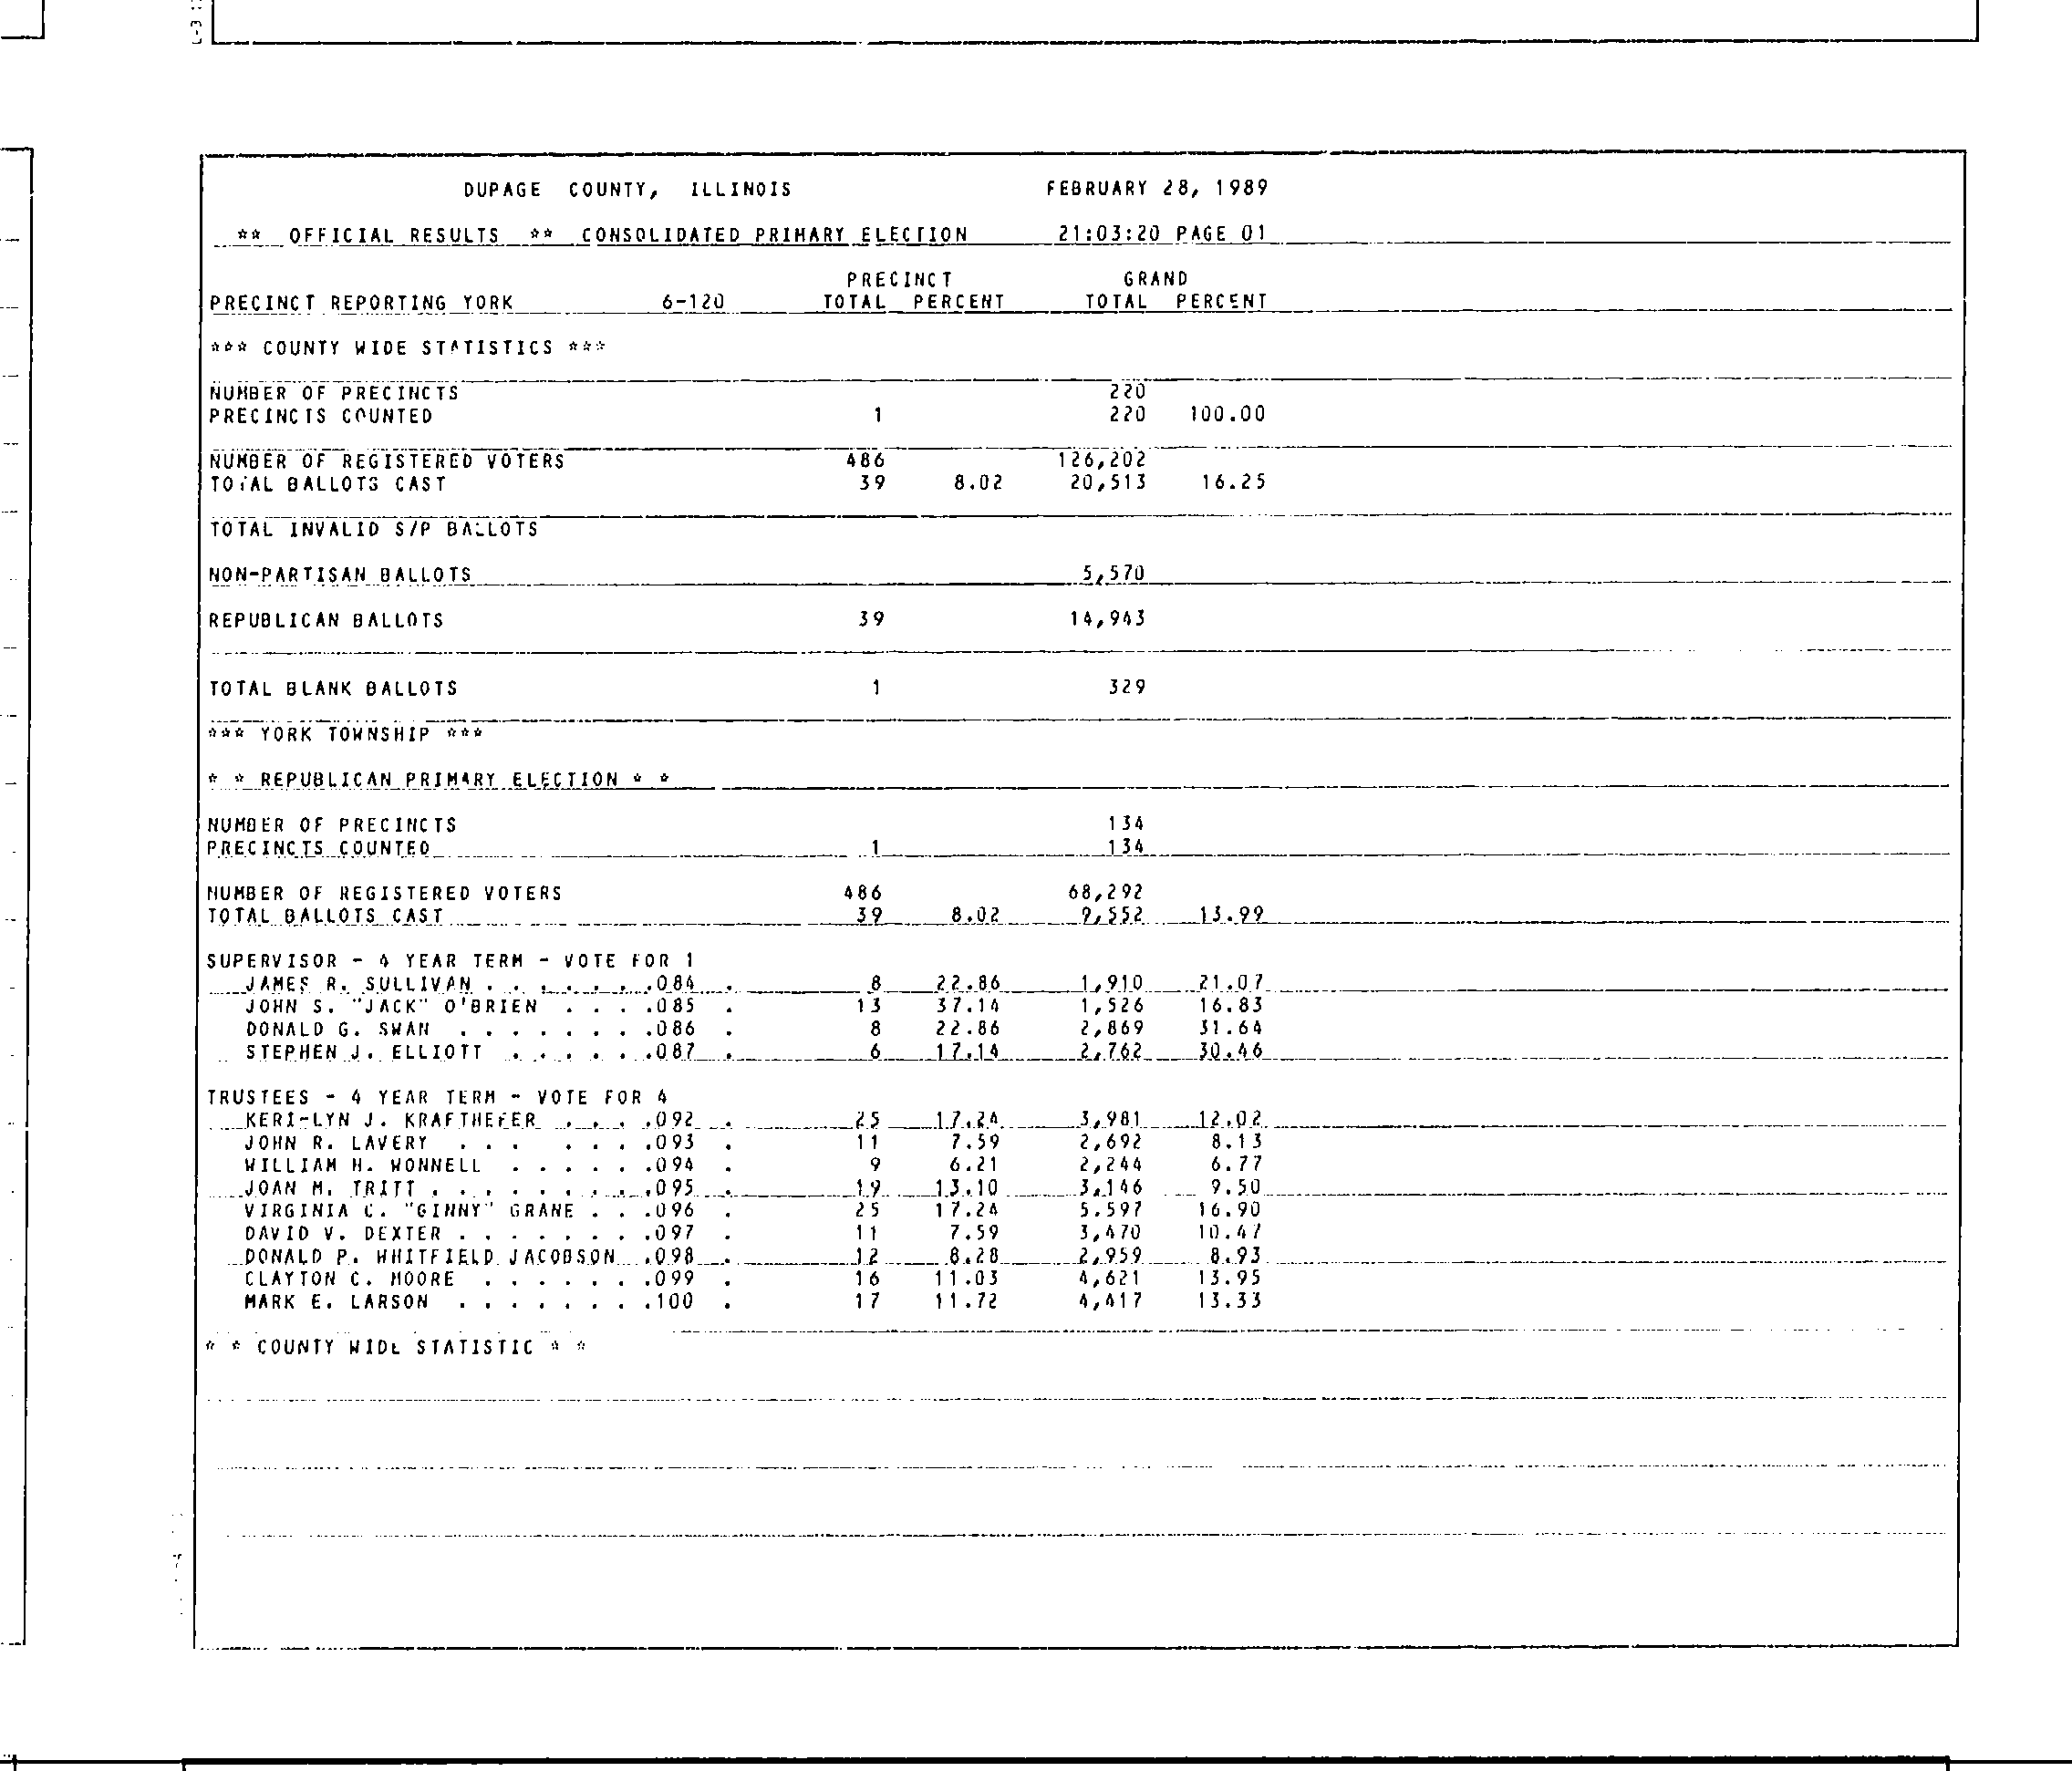 DUPAGE COUNTY, ILLINOIS FEBRUARY 28, 1989
** OFFICIAL RESULTS ** CONSOLIDATED PRIMARY ELECTION 21:03:20 PAGE 01
PRECINCT GRAND
PRECINCT REPORTING YORK 6-120 TOTAL PERCENT TOTAL PERCENT
*** COUNTY WIDE STATISTICS ***
NUMBER OF PRECINCTS 220
PRECINCTS COUNTED 1 220 100.00
NUMBER OF REGISTERED VOTERS 486 126,202
TOTAL BALLOTS CAST 39 8.02 20,513 16.25
TOTAL INVALID S/P BALLOTS
NON-PARTISAN BALLOTS 5,570
REPUBLICAN BALLOTS 39 14,943
TOTAL BLANK BALLOTS 1 329
*** YORK TOWNSHIP ***
* * REPUBLICAN PRIMARY ELECTION * *
NUMBER OF PRECINCTS 134
PRECINCTS COUNTED 1 134
NUMBER OF REGISTERED VOTERS 486 68,292
TOTAL BALLOTS CAST 39 8.02 9,552 13.99
SUPERVISOR - 4 YEAR TERM - VOTE FOR 1
JAMES R. SULLIVAN . . . . . . .084 . 8 22.86 1,910 21.07
JOHN S. "JACK" O'BRIEN . . . .085 . 13 37.14 1,526 16.83
DONALD G. SWAN . . . . . . . .086 . 8 22.86 2,869 31.64
STEPHEN J. ELLIOTT . . . . . .087 . 6 17.14 2,762 30.46
TRUSTEES - 4 YEAR TERM - VOTE FOR 4
KERI-LYN J. KRAFTHEFER . . . .092 . 25 17.24 3,981 12.02
JOHN R. LAVERY . . . . . . .093 . 11 7.59 2,692 8.13
WILLIAM H. WONNELL . . . . . .094 . 9 6.21 2,244 6.77
JOAN M. TRITT . . . . . . . . .095 . 19 13.10 3,146 9.50
VIRGINIA C. "GINNY" GRANE . . .096 . 25 17.24 5,597 16.90
DAVID V. DEXTER . . . . . . . .097 . 11 7.59 3,470 10.47
DONALD P. WHITFIELD JACOBSON .098 . 12 8.28 2,959 8.93
CLAYTON C. MOORE . . . . . . .099 . 16 11.03 4,621 13.95
MARK E. LARSON . . . . . . . .100 . 17 11.72 4,417 13.33
* * COUNTY WIDE STATISTIC * *